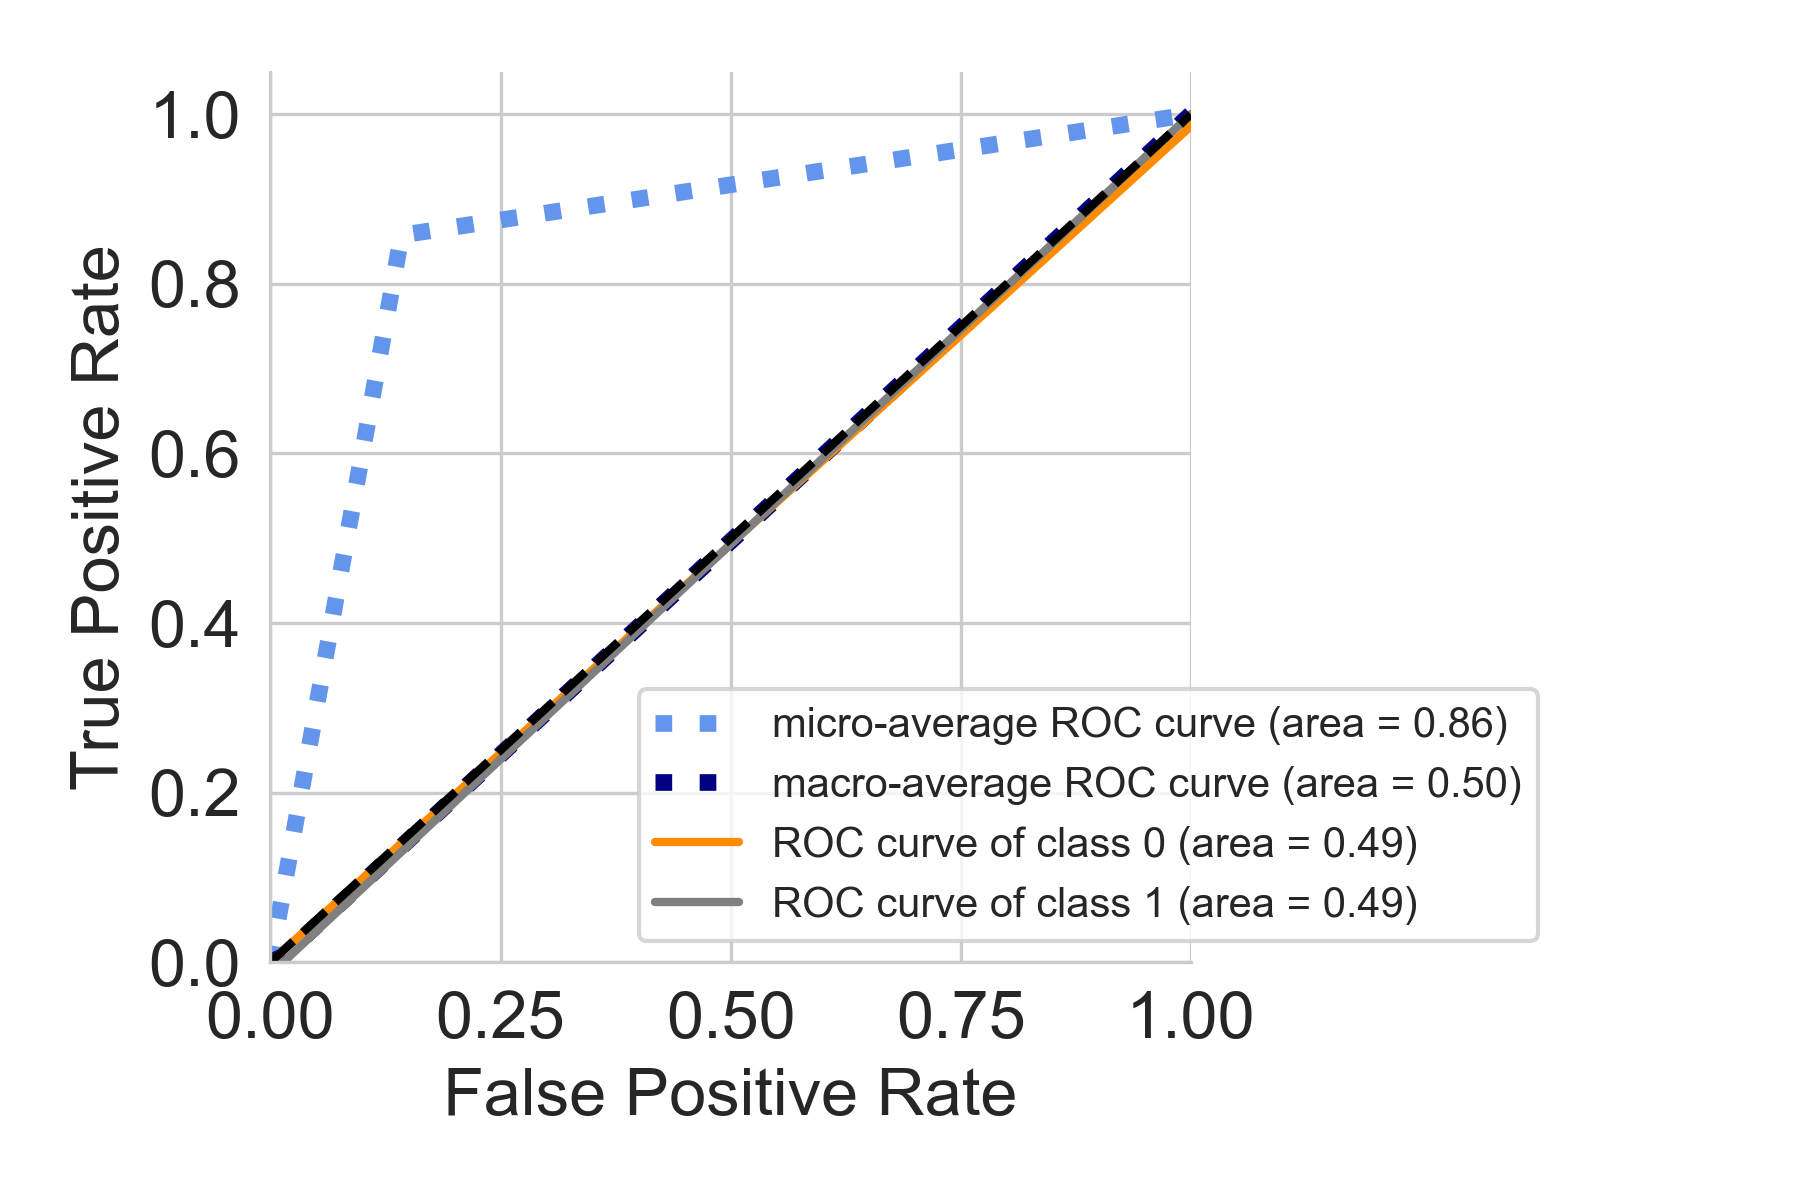 True Positive Rate
1.0
0.8
0.6
0.4
0.2
0.0
0.00 0.25 0.50 0.75 1.00
False Positive Rate
micro-average ROC curve (area = 0.86)
macro-average ROC curve (area = 0.50)
ROC curve of class 0 (area = 0.49)
ROC curve of class 1 (area = 0.49)